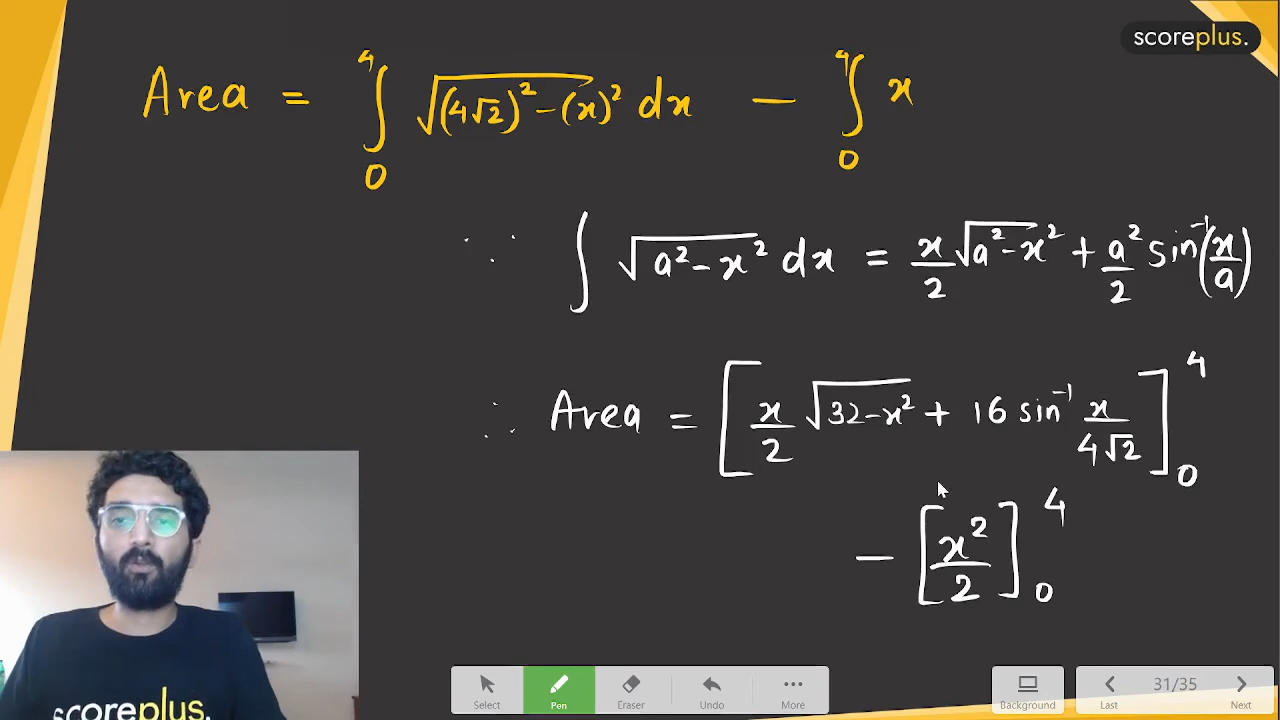 scoreplus.
Area = ∫₀⁴ √((4√2)² − (x)²) dx − ∫₀⁴ x
∵ ∫ √(a² − x²) dx = x/2 √(a² − x²) + a²/2 sin⁻¹(x/a)
∴ Area = [x/2 √(32 − x²) + 16 sin⁻¹ x/4√2]₀⁴
− [x²/2]₀⁴
scoreplus.
Select Pen Eraser Undo More Background Last 31/35 Next